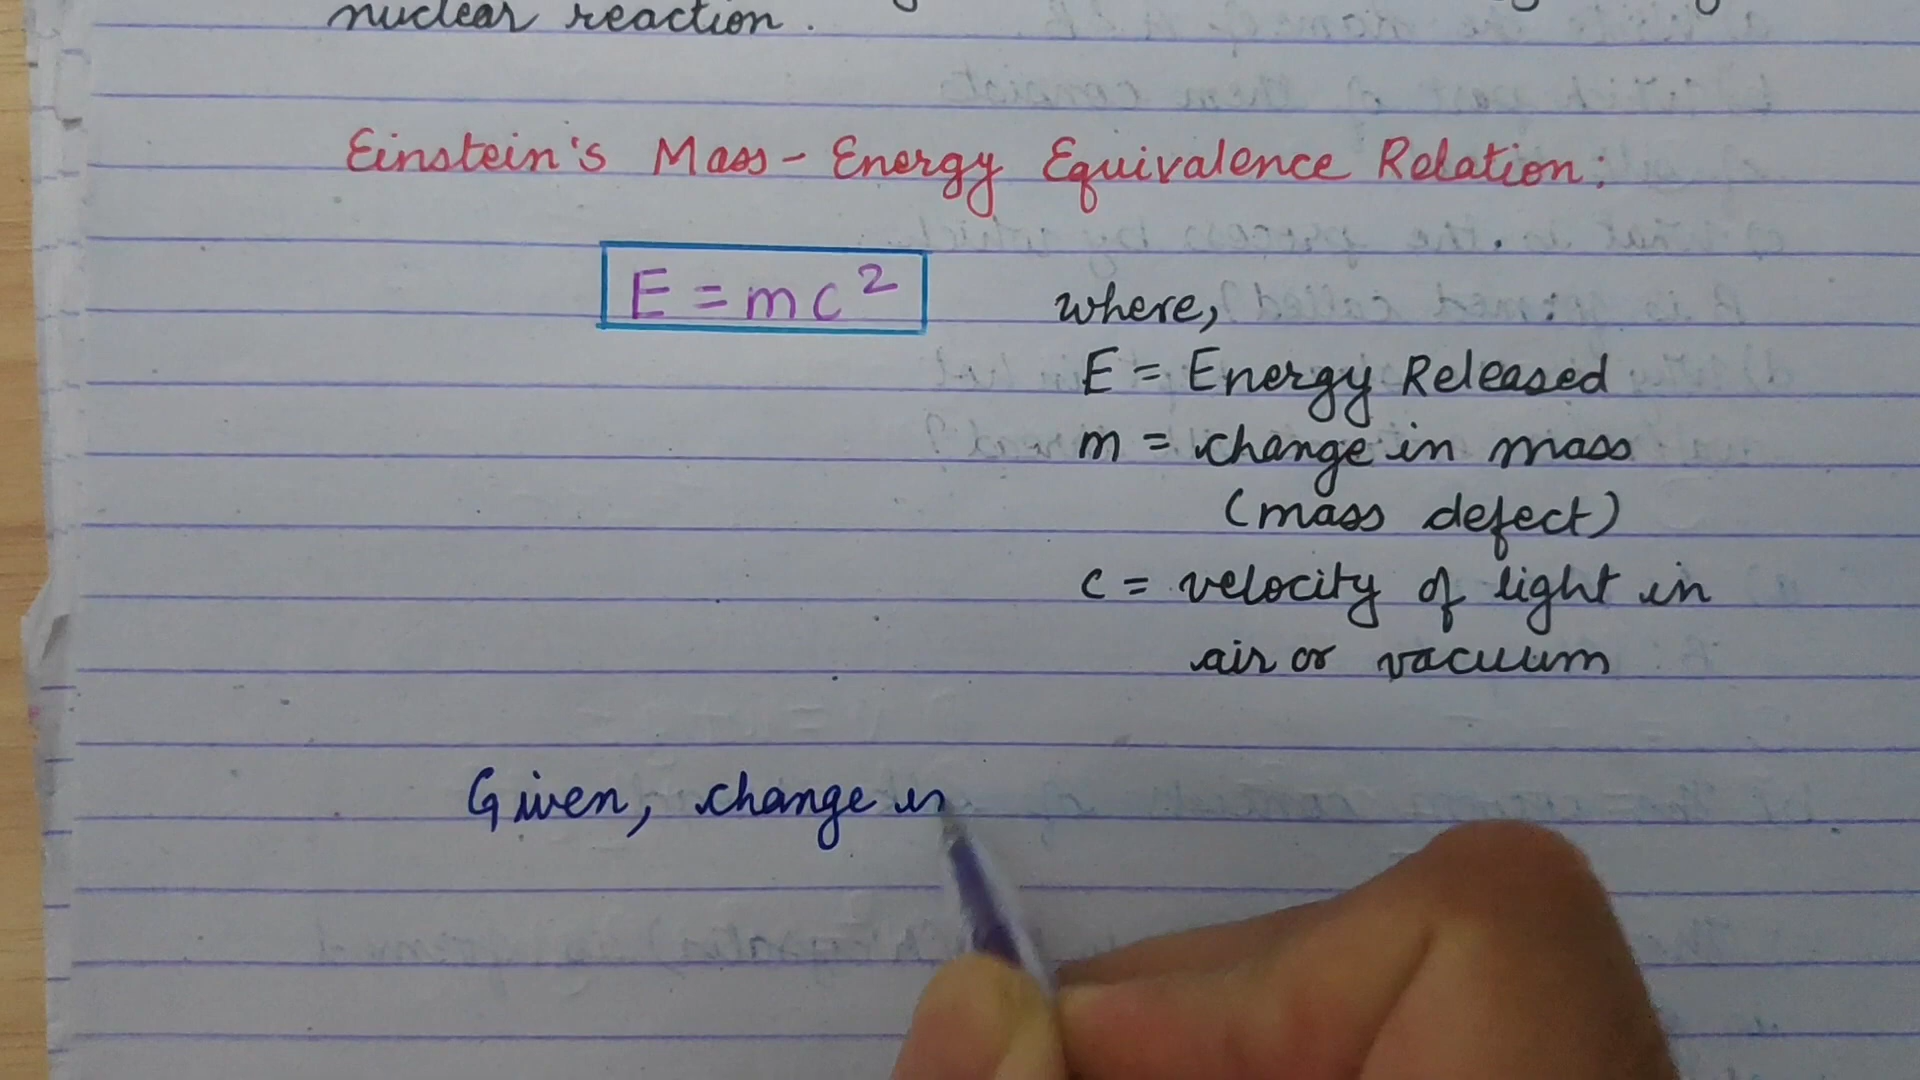 nuclear reaction.
Einstein's Mass-Energy Equivalence Relation:
E = mc²
where,
E = Energy Released
m = change in mass
(mass defect)
c = velocity of light in
air or vacuum
Given, change in